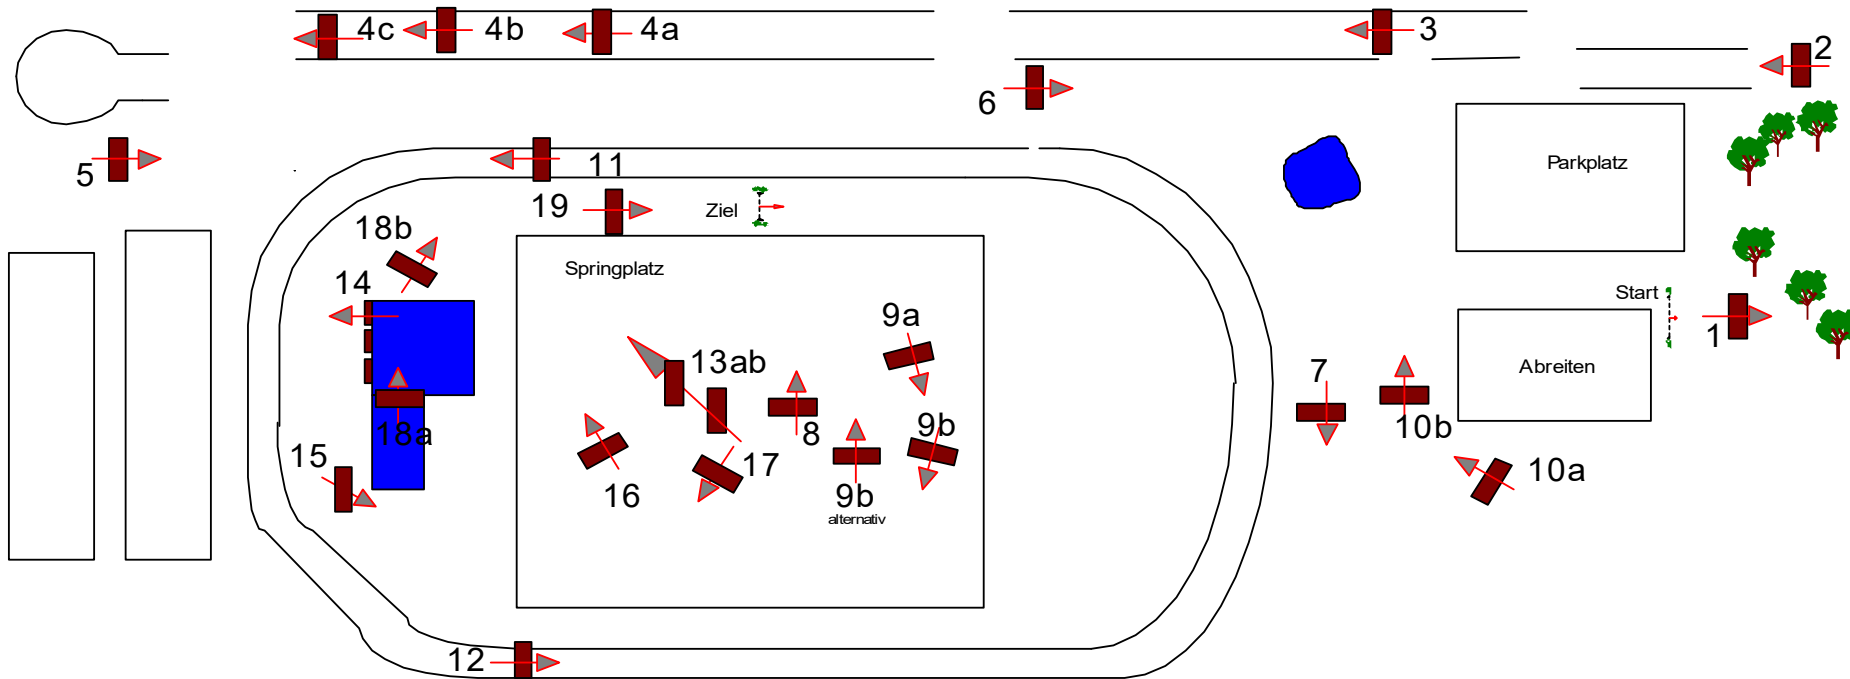 4c
4b
4a
3
2
6
5
11
Parkplatz
19
Ziel
18b
Springplatz
14
Start
9a
1
13ab
7
Abreiten
18a
8
9b
10b
15
17
10a
16
9b
alternativ
12